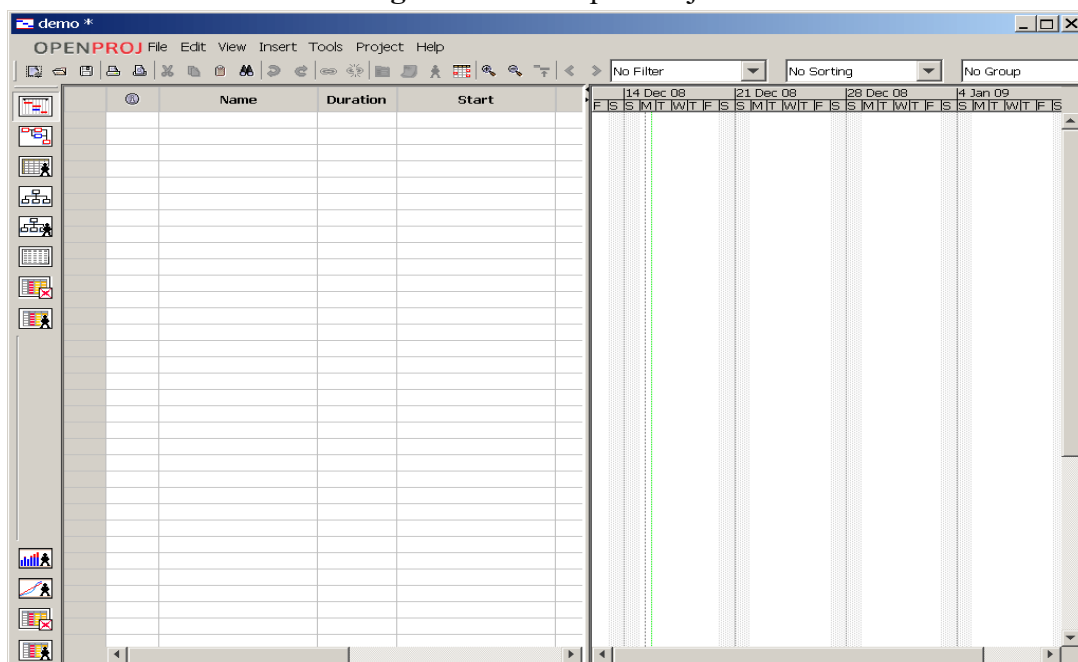 demo *
OPENPROJ File Edit View Insert Tools Project Help
No Filter No Sorting No Group
Name Duration Start
14 Dec 08 21 Dec 08 28 Dec 08 4 Jan 09
F S S M T W T F S S M T W T F S S M T W T F S S M T W T F S